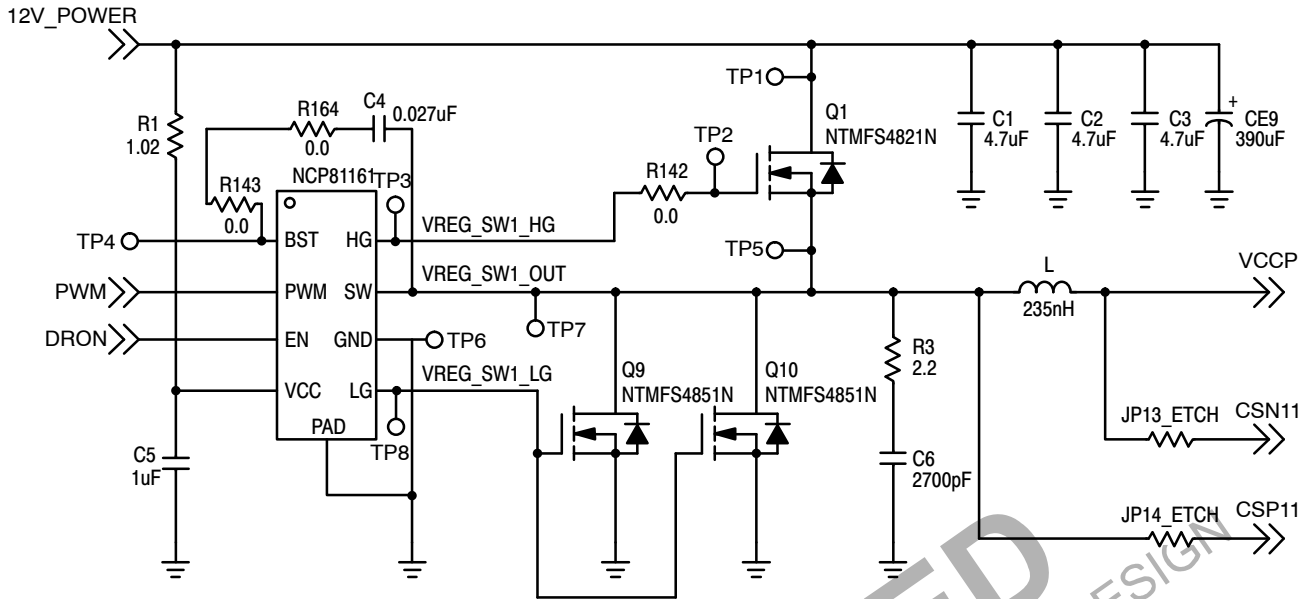 12V_POWER
TP1
R164
C4
0.027uF
0.0
R1
1.02
Q1
NTMFS4821N
C1
4.7uF
C2
4.7uF
C3
4.7uF
+
CE9
390uF
TP2
R142
0.0
R143
0.0
NCP81161
TP3
TP4
BST
HG
VREG_SW1_HG
TP5
PWM
PWM
SW
VREG_SW1_OUT
L
235nH
VCCP
DRON
EN
GND
TP6
TP7
VCC
LG
VREG_SW1_LG
PAD
TP8
Q9
NTMFS4851N
Q10
NTMFS4851N
R3
2.2
C5
1uF
C6
2700pF
JP13_ETCH
CSN11
JP14_ETCH
CSP11